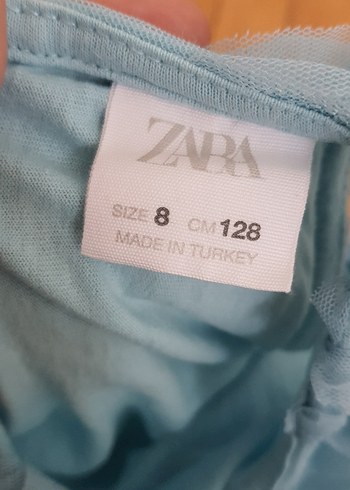 ZARA
SIZE 8 CM 128
MADE IN TURKEY